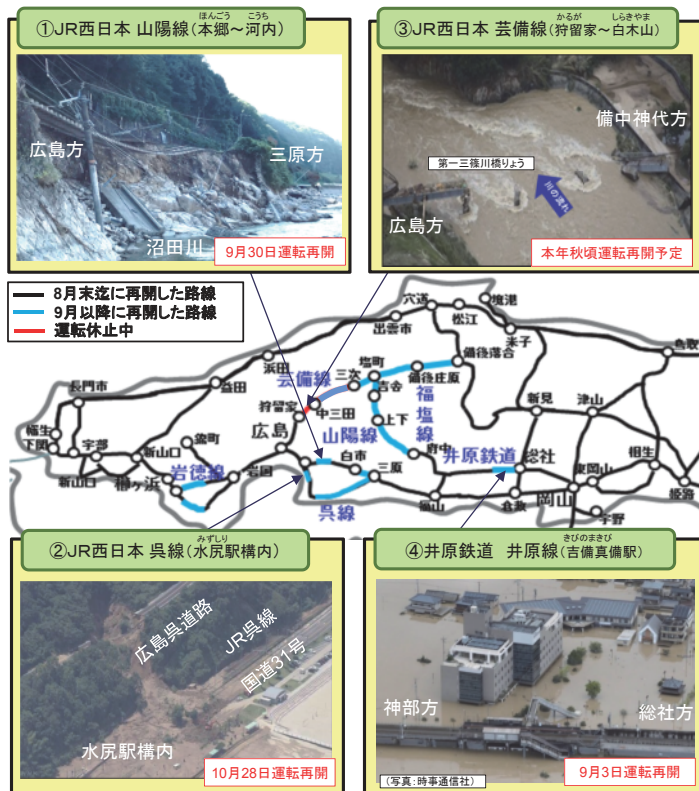 ①JR西日本 山陽線(本郷～河内)
ほんごう こうち
広島方
三原方
沼田川
9月30日運転再開
③JR西日本 芸備線(狩留家～白木山)
かるが しらきやま
備中神代方
第一三篠川橋りょう
川の流れ
広島方
本年秋頃運転再開予定
8月末迄に再開した路線
9月以降に再開した路線
運転休止中
穴道
松江
境港
出雲市
米子
鳥取
浜田
益田
長門市
芸備線
三次
塩町
備後落合
備後庄原
吉舎
福塩線
狩留家
中三田
上下
新見
津山
幡生
下関
宇部
新山口
新山口
広島
山陽線
白市
三原
府中
井原鉄道
総社
東岡山
相生
姫路
岩徳線
岩国
櫛ヶ浜
呉線
福山
倉敷
岡山
宇野
②JR西日本 呉線(水尻駅構内)
みずしり
広島呉道路
JR呉線
国道31号
水尻駅構内
10月28日運転再開
④井原鉄道 井原線(吉備真備駅)
きびのまきび
神部方
総社方
(写真:時事通信社)
9月3日運転再開